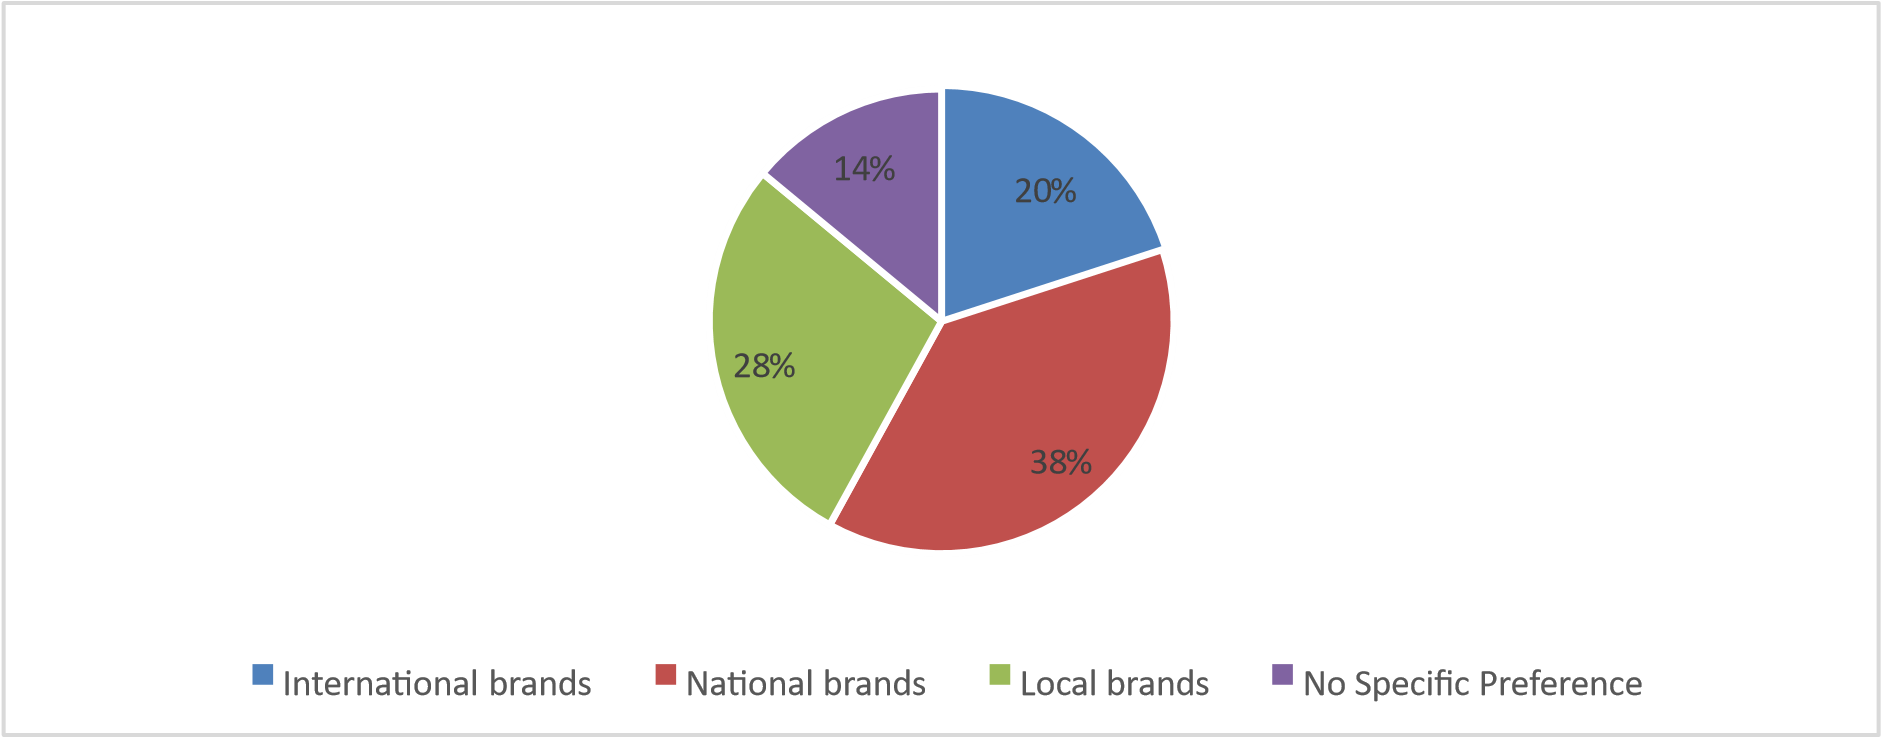 14%
20%
28%
38%
International brands National brands Local brands No Specific Preference